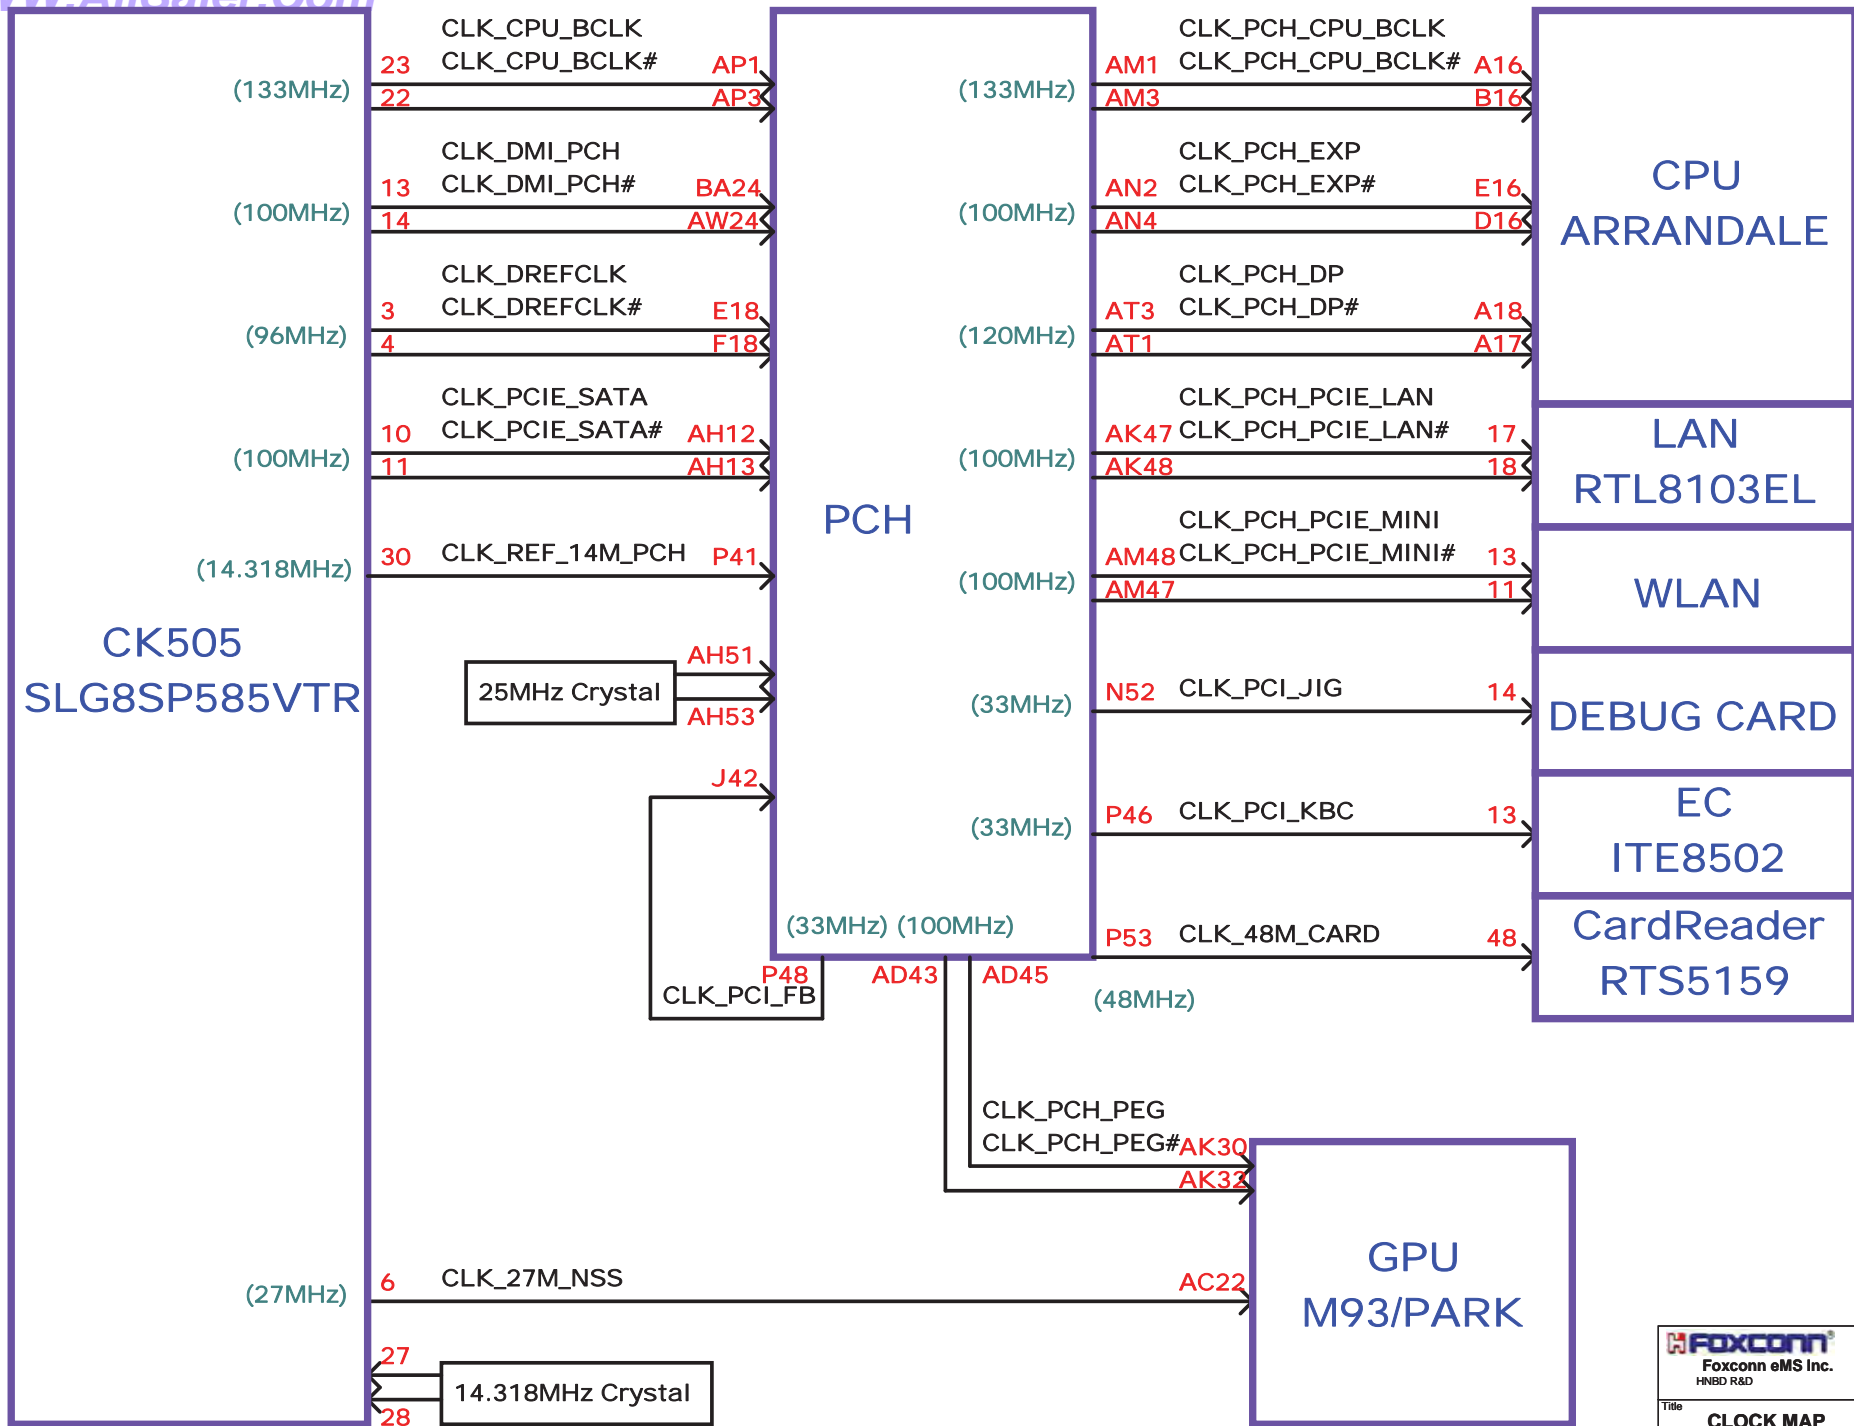 CK505
SLG8SP585VTR
(133MHz)
23
22
CLK_CPU_BCLK
CLK_CPU_BCLK#
AP1
AP3
(100MHz)
13
14
CLK_DMI_PCH
CLK_DMI_PCH#
BA24
AW24
(96MHz)
3
4
CLK_DREFCLK
CLK_DREFCLK#
E18
F18
(100MHz)
10
11
CLK_PCIE_SATA
CLK_PCIE_SATA#
AH12
AH13
(14.318MHz)
30
CLK_REF_14M_PCH
P41
25MHz Crystal
AH51
AH53
J42
PCH
(133MHz)
AM1
AM3
CLK_PCH_CPU_BCLK
CLK_PCH_CPU_BCLK#
A16
B16
(100MHz)
AN2
AN4
CLK_PCH_EXP
CLK_PCH_EXP#
E16
D16
(120MHz)
AT3
AT1
CLK_PCH_DP
CLK_PCH_DP#
A18
A17
CPU
ARRANDALE
(100MHz)
AK47
AK48
CLK_PCH_PCIE_LAN
CLK_PCH_PCIE_LAN#
17
18
LAN
RTL8103EL
(100MHz)
AM48
AM47
CLK_PCH_PCIE_MINI
CLK_PCH_PCIE_MINI#
13
11
WLAN
(33MHz)
N52
CLK_PCI_JIG
14
DEBUG CARD
(33MHz)
P46
CLK_PCI_KBC
13
EC
ITE8502
P53
CLK_48M_CARD
48
(48MHz)
CardReader
RTS5159
(33MHz) (100MHz)
P48
CLK_PCI_FB
AD43
AD45
CLK_PCH_PEG
CLK_PCH_PEG#
AK30
AK32
(27MHz)
6
CLK_27M_NSS
AC22
GPU
M93/PARK
27
28
14.318MHz Crystal
FOXCONN®
Foxconn eMS Inc.
HNBD R&D
Title
CLOCK MAP